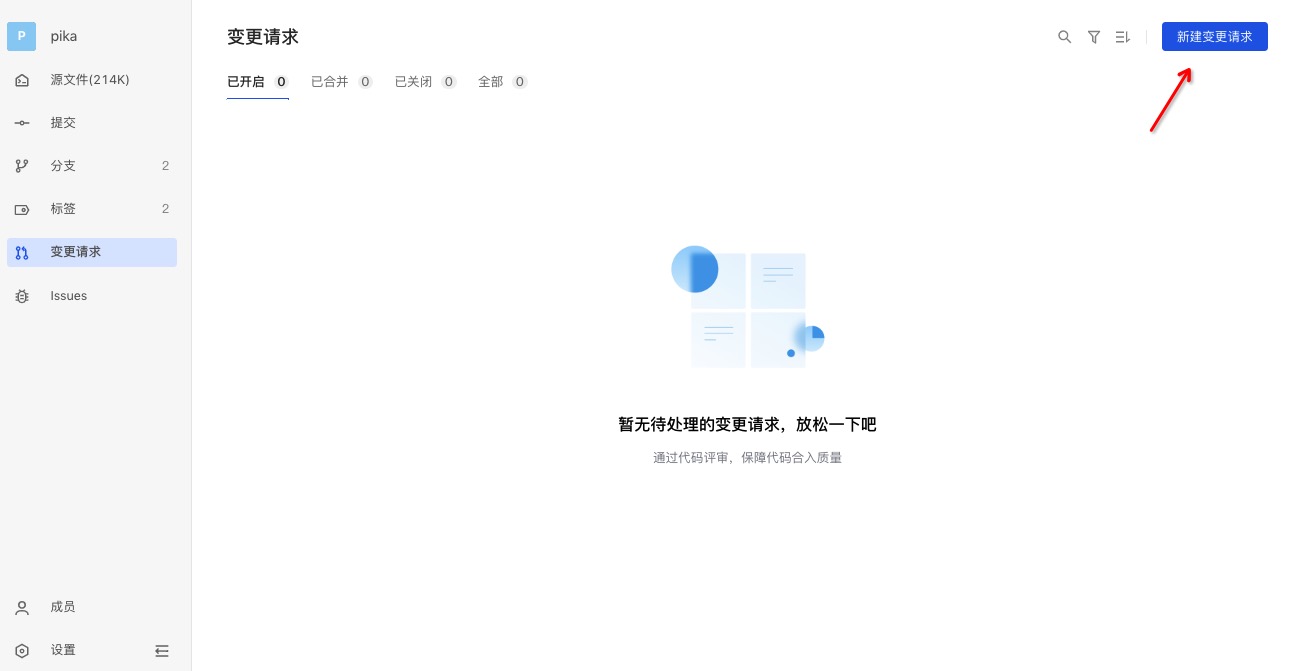 P pika
源文件(214K)
提交
分支 2
标签 2
变更请求
Issues
成员
设置
变更请求
新建变更请求
已开启 0 已合并 0 已关闭 0 全部 0
暂无待处理的变更请求，放松一下吧
通过代码评审，保障代码合入质量